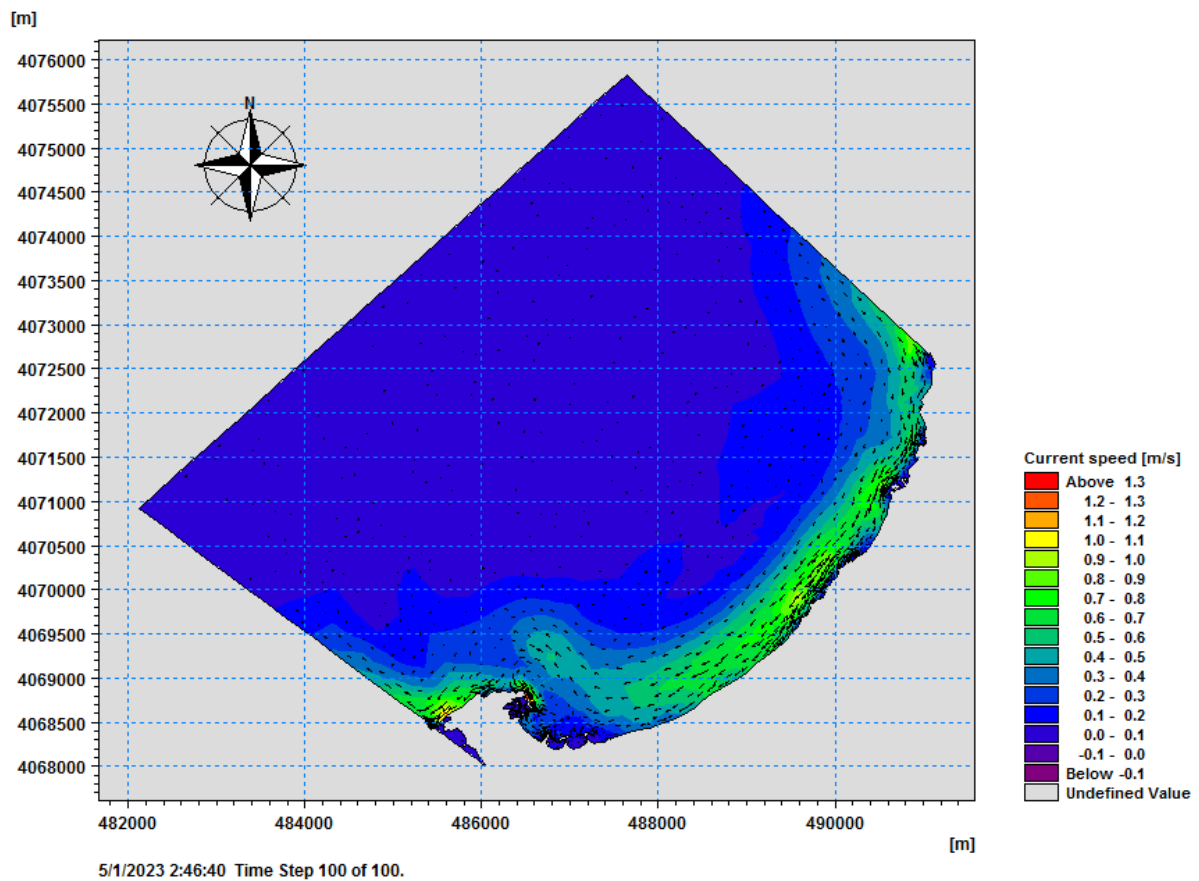 [m]
4076000
4075500
4075000
4074500
4074000
4073500
4073000
4072500
4072000
4071500
4071000
4070500
4070000
4069500
4069000
4068500
4068000
N
482000 484000 486000 488000 490000
[m]
5/1/2023 2:46:40 Time Step 100 of 100.
Current speed [m/s]
Above 1.3
1.2 - 1.3
1.1 - 1.2
1.0 - 1.1
0.9 - 1.0
0.8 - 0.9
0.7 - 0.8
0.6 - 0.7
0.5 - 0.6
0.4 - 0.5
0.3 - 0.4
0.2 - 0.3
0.1 - 0.2
0.0 - 0.1
-0.1 - 0.0
Below -0.1
Undefined Value